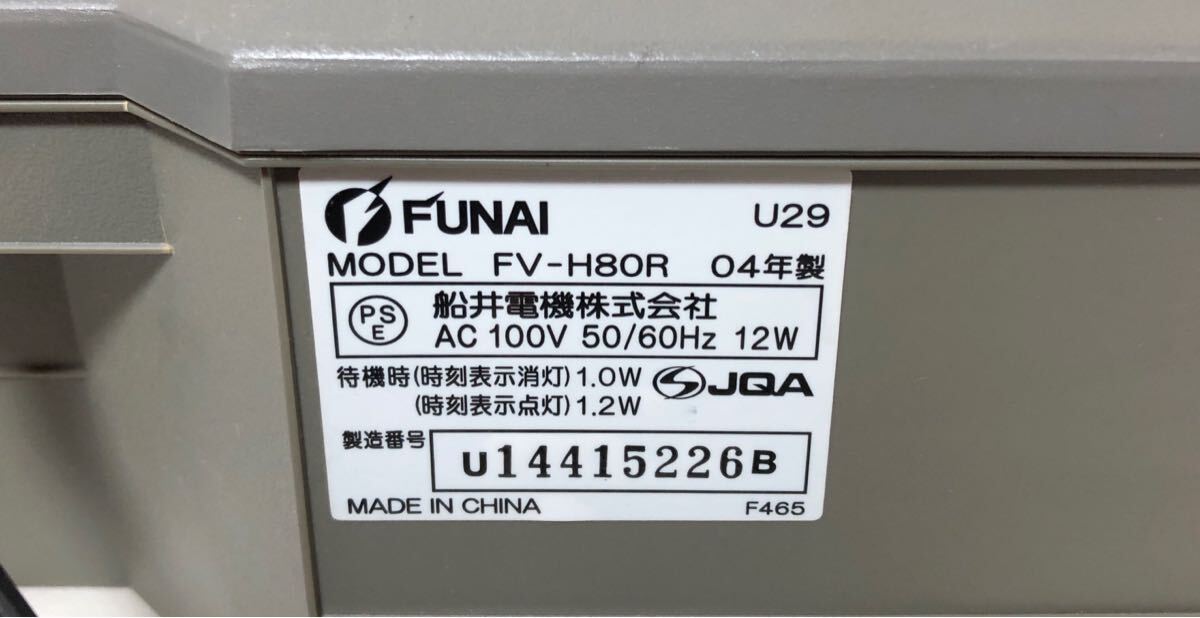 FUNAI U29
MODEL FV-H80R 04年製
PSE 船井電機株式会社
AC 100V 50/60Hz 12W
待機時(時刻表示消灯)1.0W JQA
(時刻表示点灯)1.2W
製造番号 U14415226B
MADE IN CHINA F465